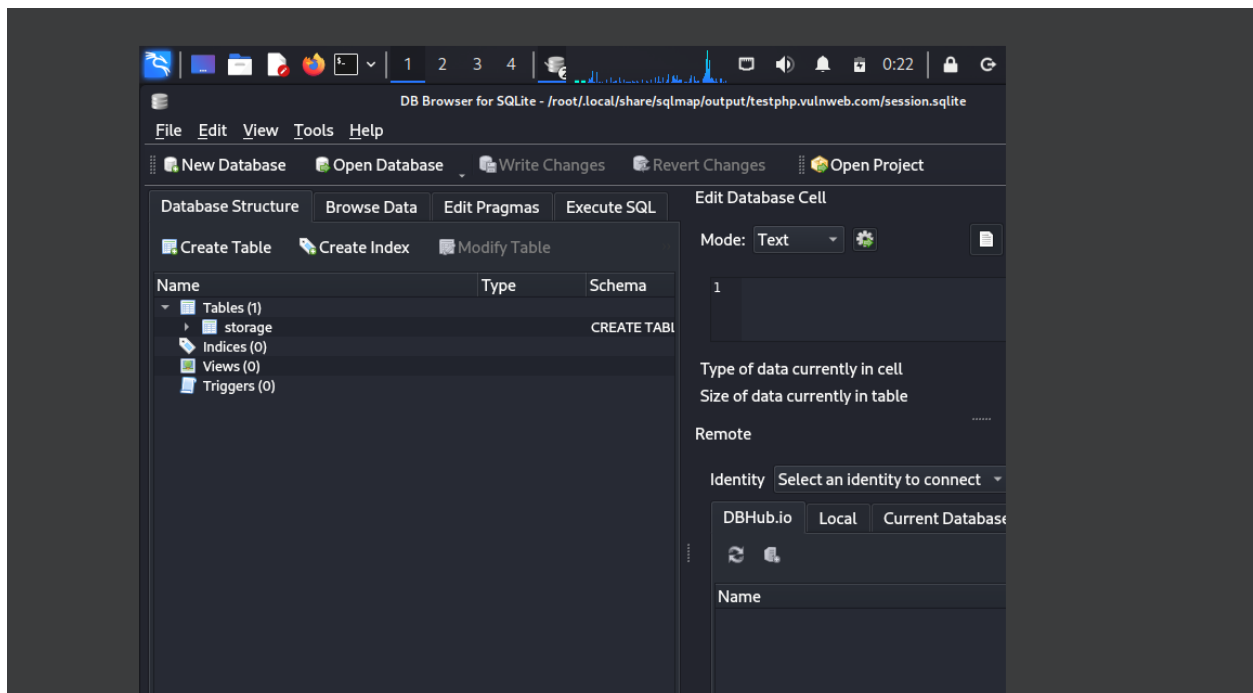 1 2 3 4 2 0:22
DB Browser for SQLite - /root/.local/share/sqlmap/output/testphp.vulnweb.com/session.sqlite
File Edit View Tools Help
New Database Open Database Write Changes Revert Changes Open Project
Database Structure Browse Data Edit Pragmas Execute SQL
Create Table Create Index Modify Table
Name Type Schema
Tables (1)
storage CREATE TABL
Indices (0)
Views (0)
Triggers (0)
Edit Database Cell
Mode: Text
1
Type of data currently in cell
Size of data currently in table
Remote
Identity Select an identity to connect
DBHub.io Local Current Database
Name